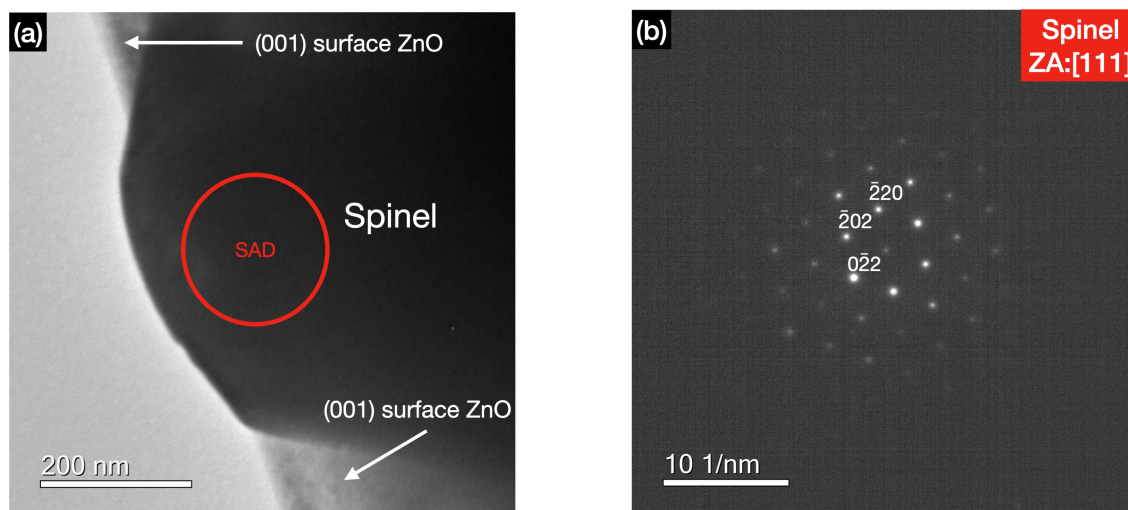 (a)
(001) surface ZnO
Spinel
SAD
(001) surface ZnO
200 nm
(b)
Spinel
ZA:[111]
2̄20
2̄02
02̄2
10 1/nm